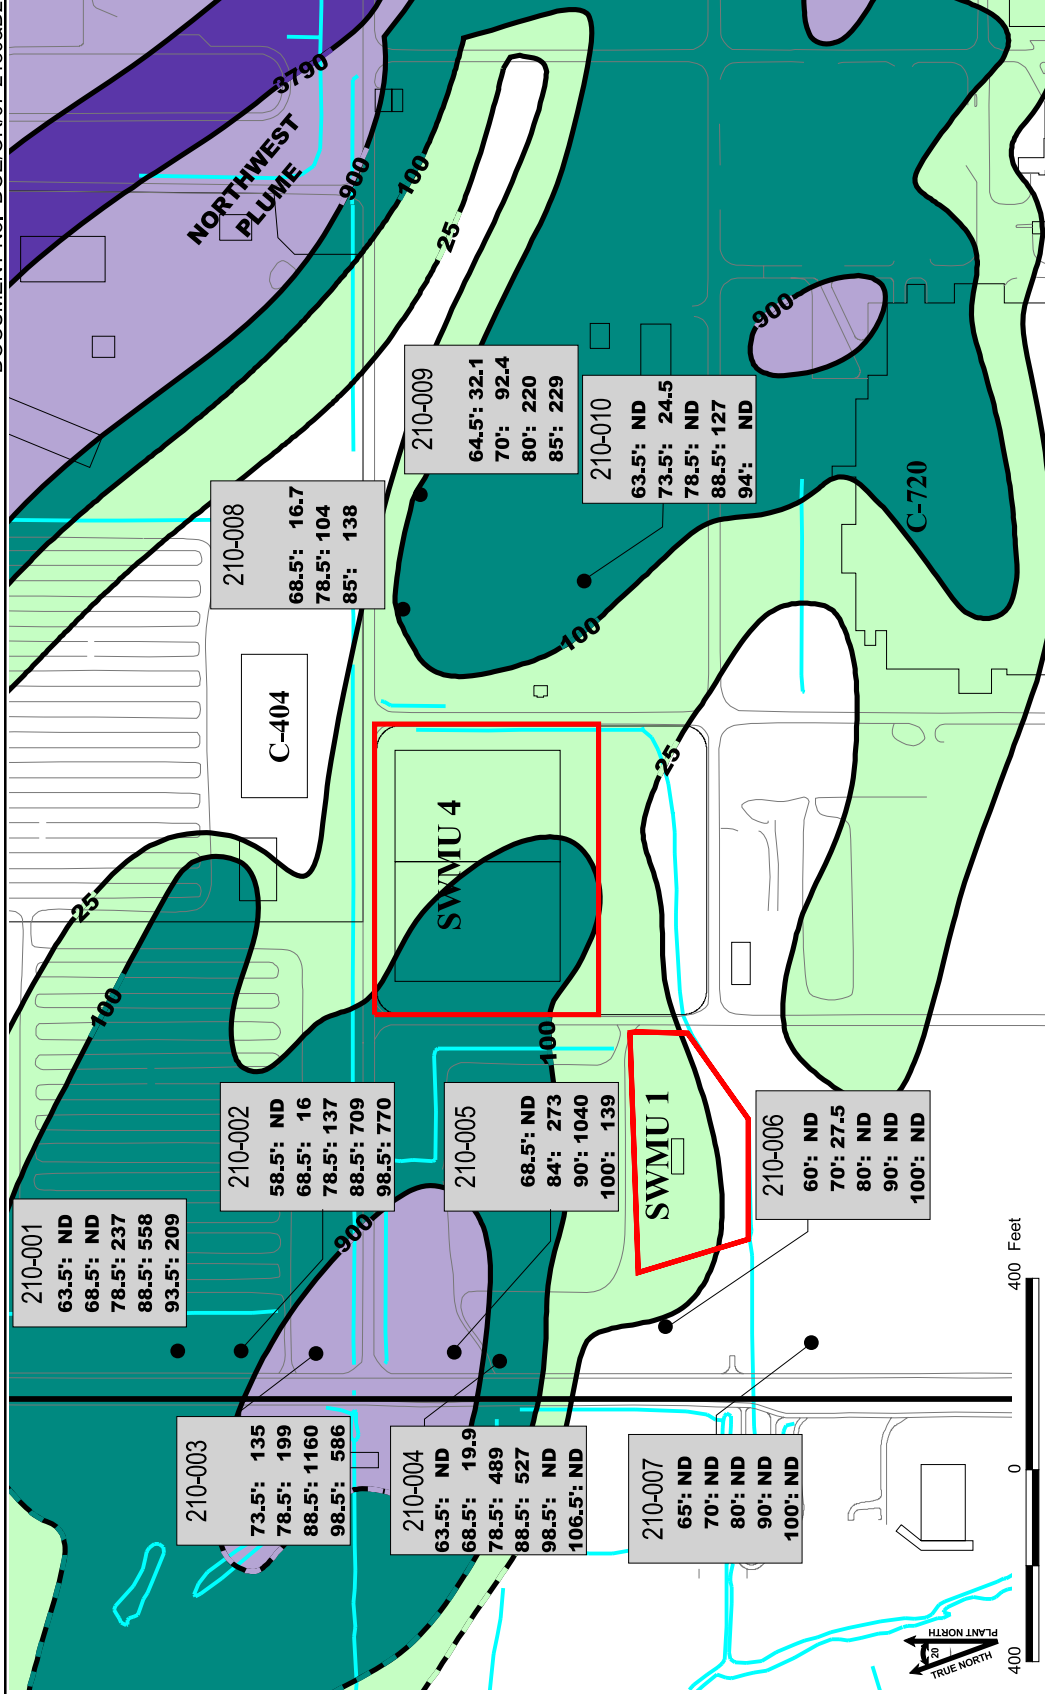 3790
NORTHWEST
PLUME
900
100
25
900
210-009
64.5': 32.1
70': 92.4
80': 220
85': 229
210-010
63.5': ND
73.5': 24.5
78.5': ND
88.5': 127
94': ND
210-008
68.5': 16.7
78.5': 104
85': 138
C-720
100
C-404
25
SWMU 4
25
100
100
210-002
58.5': ND
68.5': 16
78.5': 137
88.5': 709
98.5': 770
210-005
68.5': ND
84': 273
90': 1040
100': 139
SWMU 1
210-006
60': ND
70': 27.5
80': ND
90': ND
100': ND
210-001
63.5': ND
68.5': ND
78.5': 237
88.5': 558
93.5': 209
900
210-003
73.5': 135
78.5': 199
88.5': 1160
98.5': 586
210-004
63.5': ND
68.5': 19.9
78.5': 489
88.5': 527
98.5': ND
106.5': ND
210-007
65': ND
70': ND
80': ND
90': ND
100': ND
400 0 400 Feet
PLANT NORTH
20
TRUE NORTH